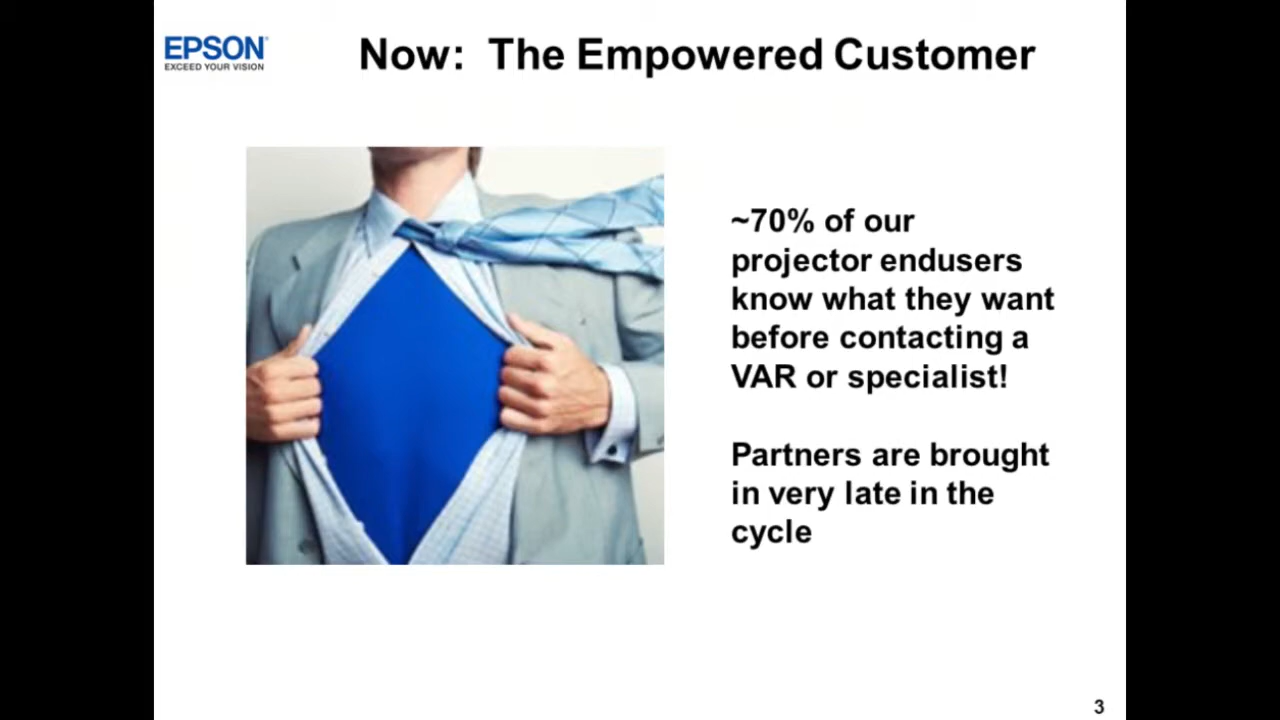 EPSON
EXCEED YOUR VISION
Now: The Empowered Customer
~70% of our
projector endusers
know what they want
before contacting a
VAR or specialist!
Partners are brought
in very late in the
cycle
3